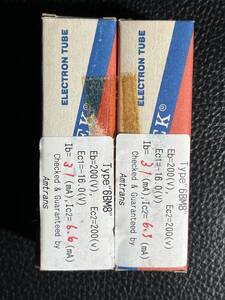 ELECTRON TUBE
Type"6BM8"
Eb=200(V), Ec2=200(v)
Ec1=-16.0(V)
Ib= 31(mA),Ic2= 6.6(mA)
Checked & Guaranteed by
Amtrans
ELECTRON TUBE
EK®
Type"6BM8"
Eb=200(V), Ec2=200(v)
Ec1=-16.0(V)
Ib= 31(mA),Ic2= 6.3(mA)
Checked & Guaranteed by
Amtrans